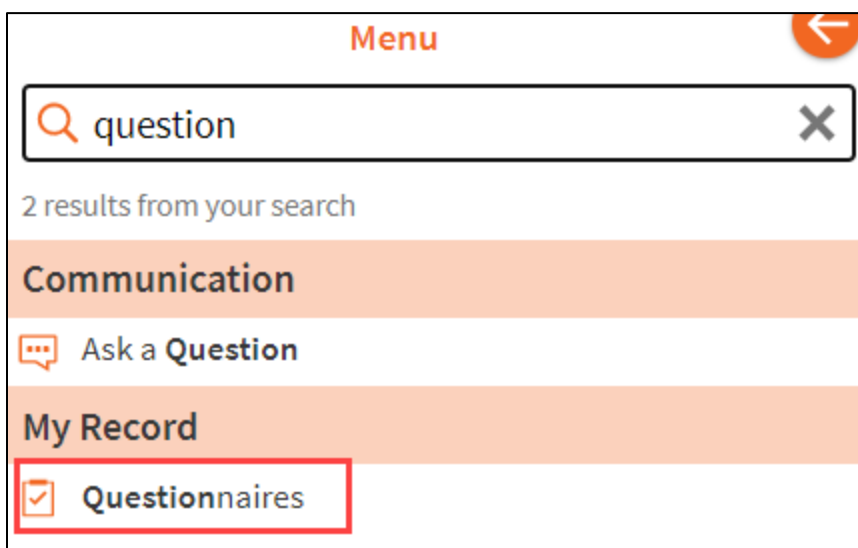 Menu
question
2 results from your search
Communication
Ask a Question
My Record
Questionnaires